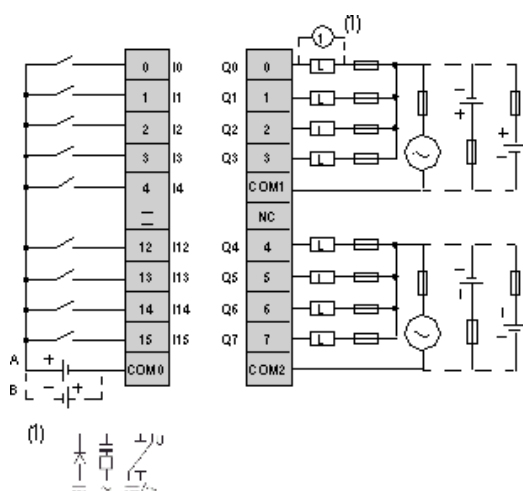 (1)
1
0 I0 Q0 0 L
1 I1 Q1 1 L
2 I2 Q2 2 L
3 I3 Q3 3 L
4 I4 COM1
NC
12 I12 Q4 4 L
13 I13 Q5 5 L
14 I14 Q6 6 L
15 I15 Q7 7 L
A + - COM0 COM2
B - +
- + + -
(1)